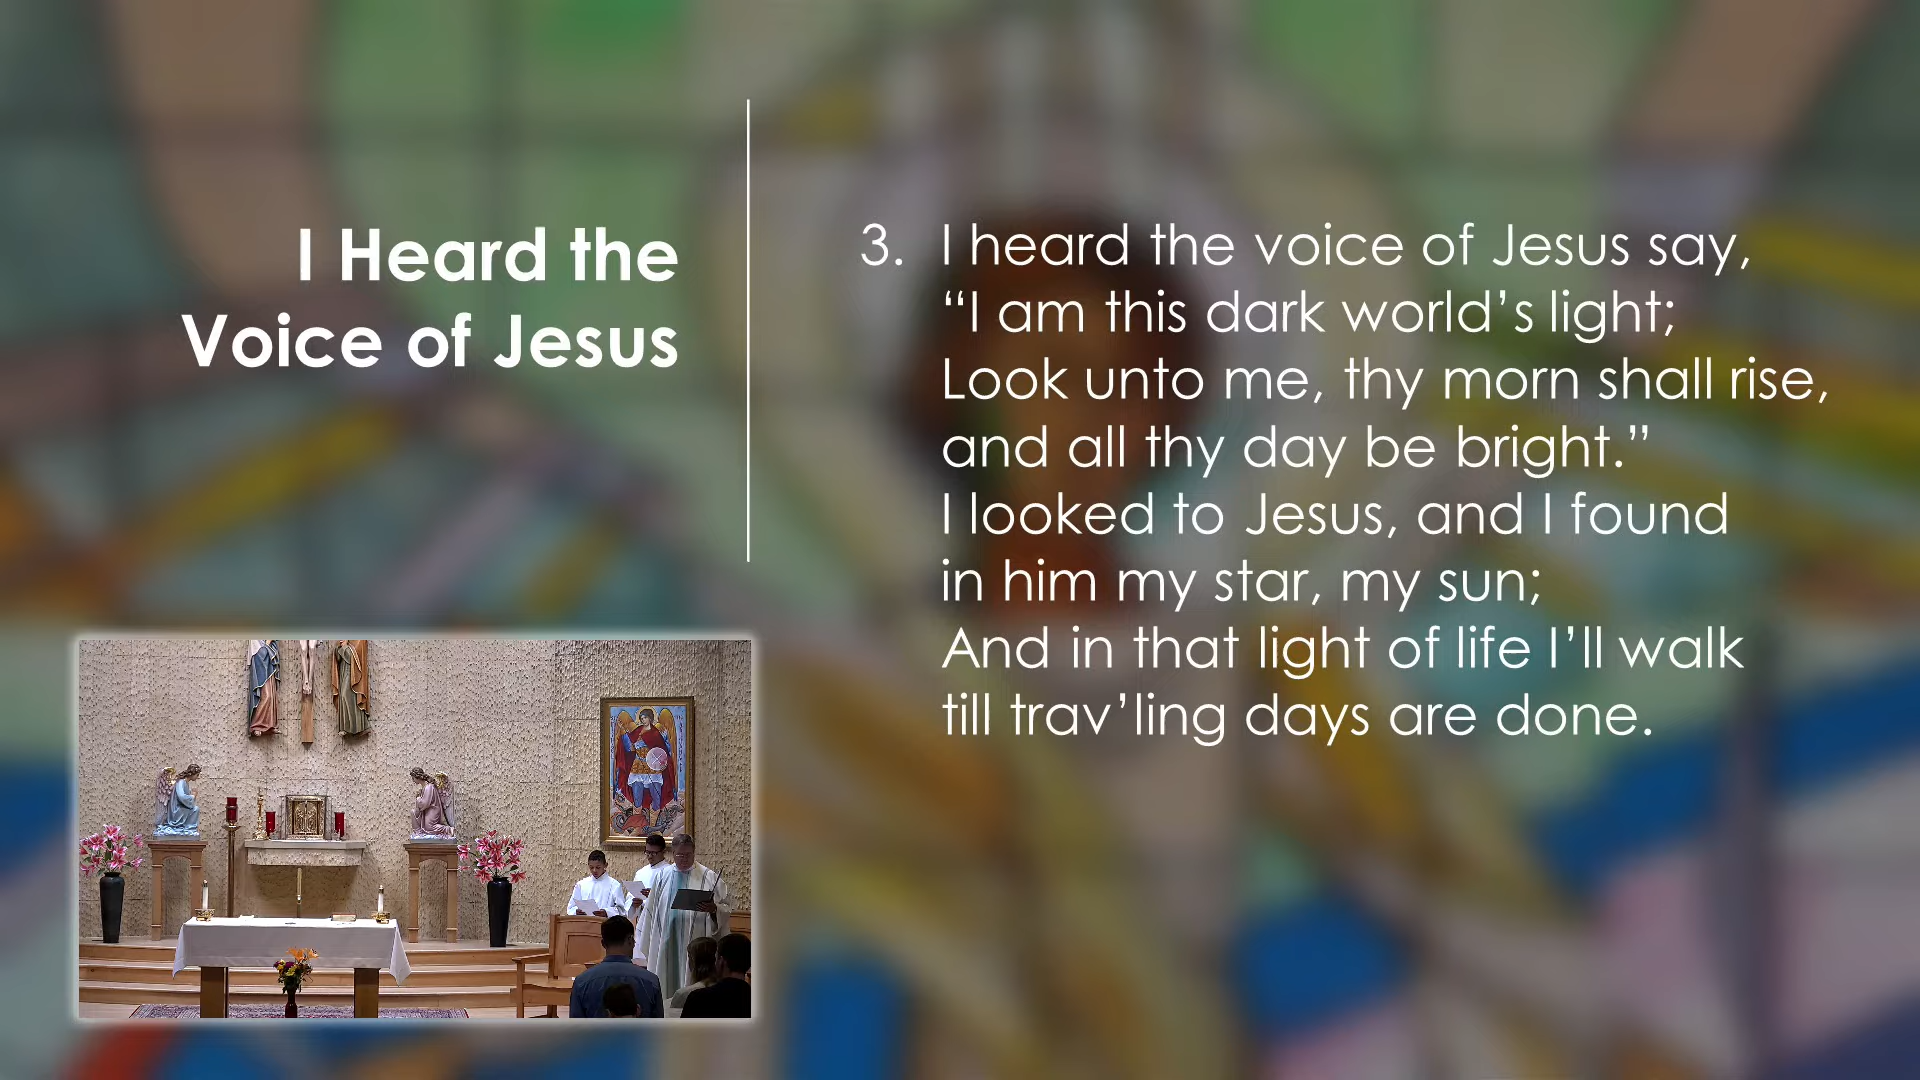 I Heard the
Voice of Jesus
3. I heard the voice of Jesus say,
“I am this dark world’s light;
Look unto me, thy morn shall rise,
and all thy day be bright.”
I looked to Jesus, and I found
in him my star, my sun;
And in that light of life I’ll walk
till trav’ling days are done.